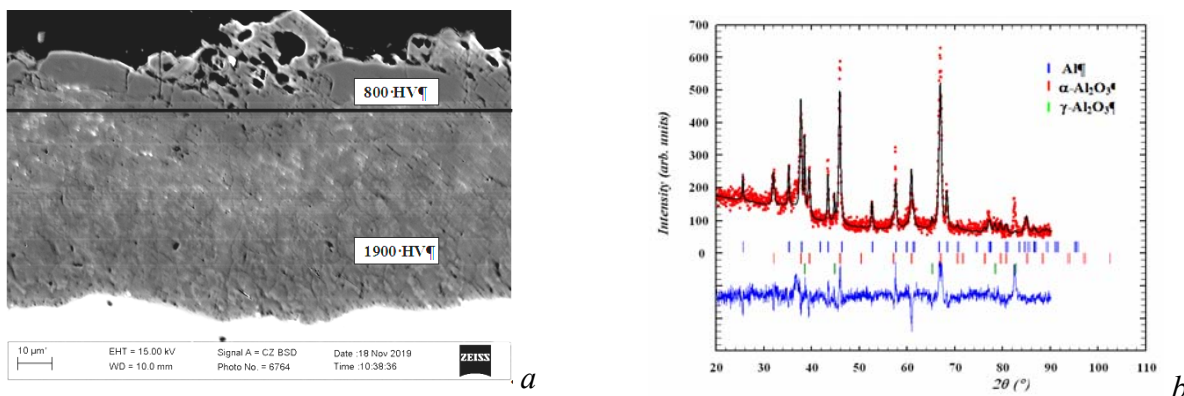 800·HV¶
1900·HV¶
10 µm
EHT = 15.00 kV
WD = 10.0 mm
Signal A = CZ BSD
Photo No. = 6764
Date :18 Nov 2019
Time :10:38:36
ZEISS
a
700
600
500
400
300
200
100
0
Intensity (arb. units)
Al¶
α-Al₂O₃¶
γ-Al₂O₃¶
20 30 40 50 60 70 80 90 100 110
2θ (°)
b